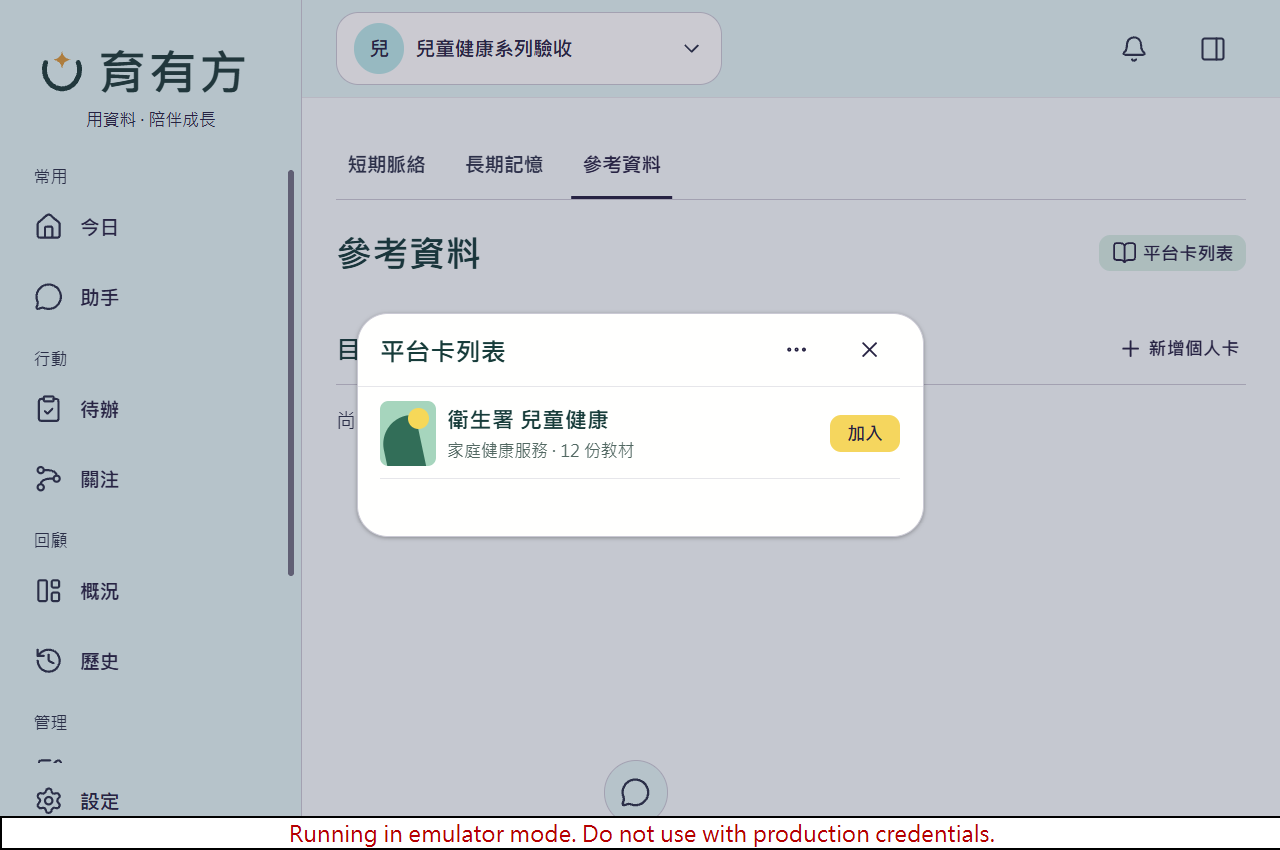 育有方
用資料 · 陪伴成長
常用
今日
助手
行動
待辦
關注
回顧
概況
歷史
管理
設定
兒 兒童健康系列驗收
短期脈絡 長期記憶 參考資料
參考資料
平台卡列表
目
新增個人卡
尚
平台卡列表
衛生署 兒童健康
家庭健康服務 · 12 份教材
加入
Running in emulator mode. Do not use with production credentials.